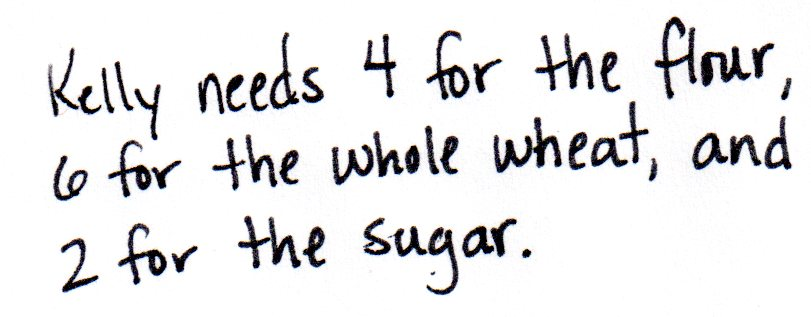 Kelly needs 4 for the flour,
6 for the whole wheat, and
2 for the sugar.